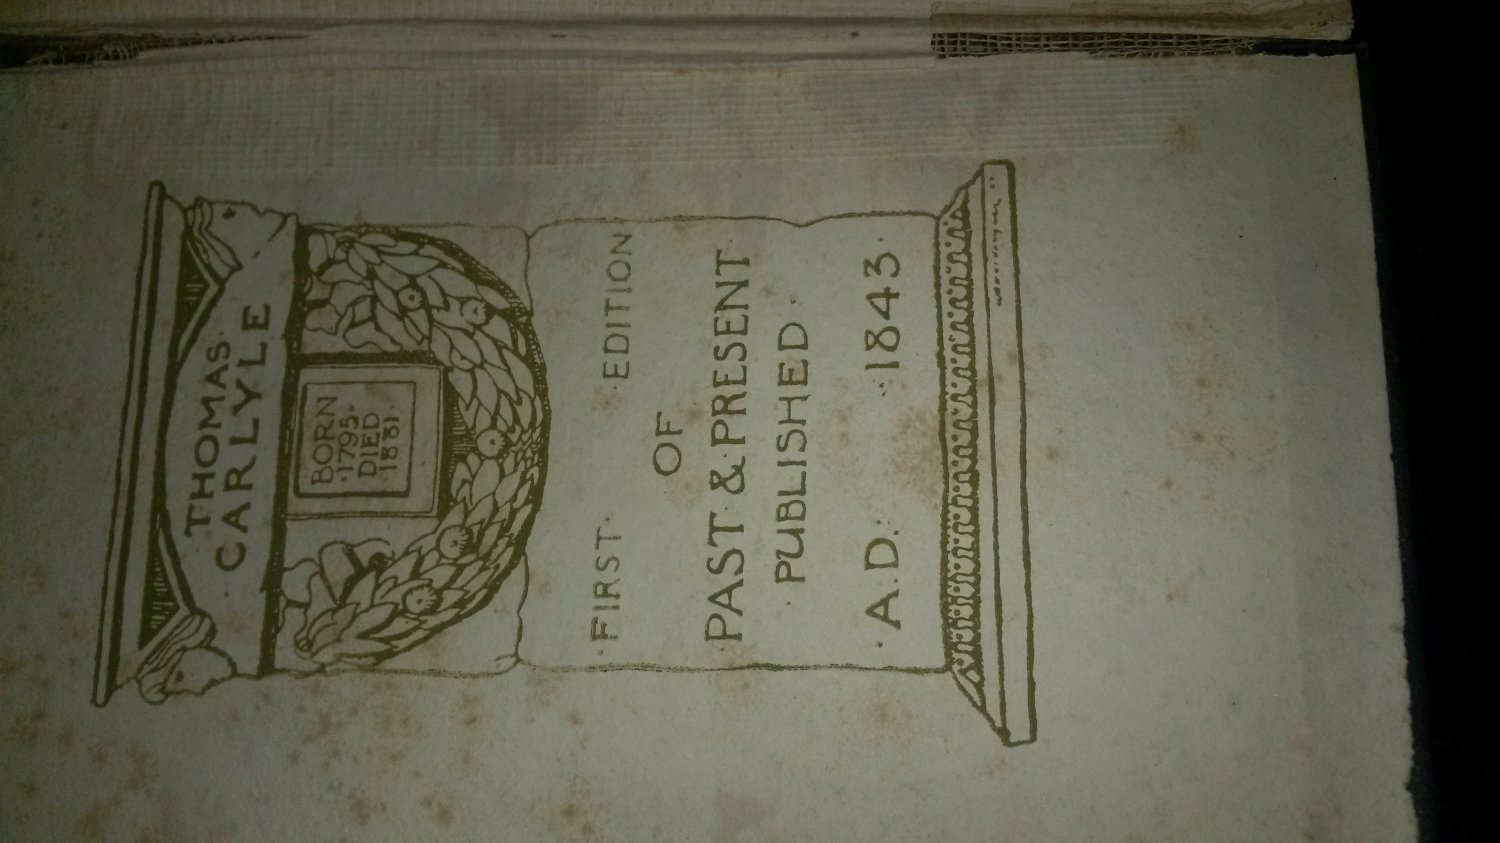 ·THOMAS·
CARLYLE
BORN
·1795·
DIED
·1881·
·FIRST· ·EDITION
OF
PAST·&·PRESENT
·PUBLISHED·
·A.D.· ·1843·